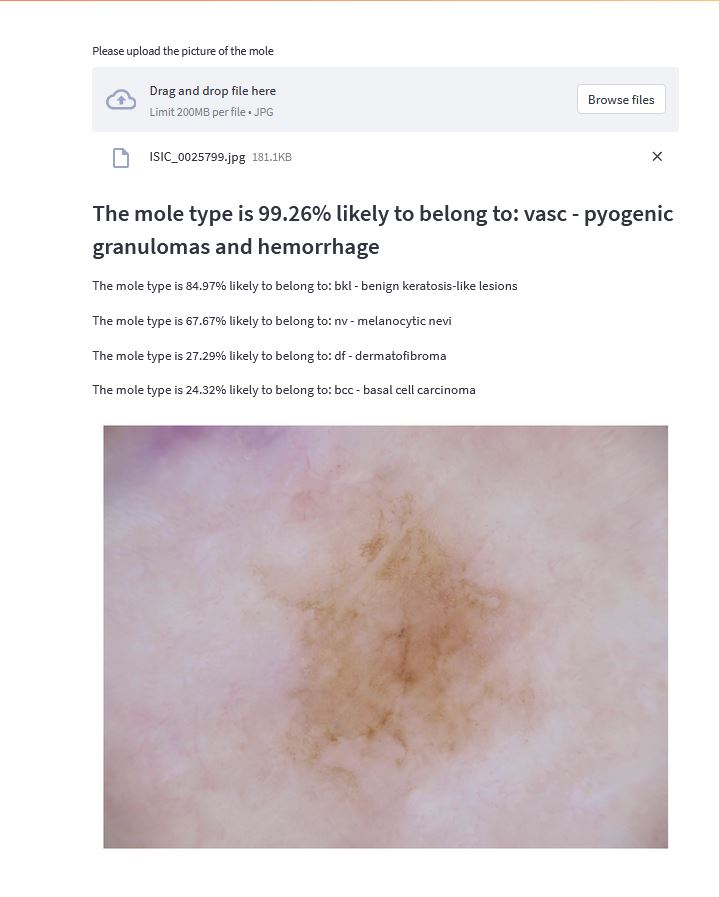 Please upload the picture of the mole
Drag and drop file here
Limit 200MB per file • JPG
Browse files
ISIC_0025799.jpg 181.1KB
The mole type is 99.26% likely to belong to: vasc - pyogenic
granulomas and hemorrhage
The mole type is 84.97% likely to belong to: bkl - benign keratosis-like lesions
The mole type is 67.67% likely to belong to: nv - melanocytic nevi
The mole type is 27.29% likely to belong to: df - dermatofibroma
The mole type is 24.32% likely to belong to: bcc - basal cell carcinoma